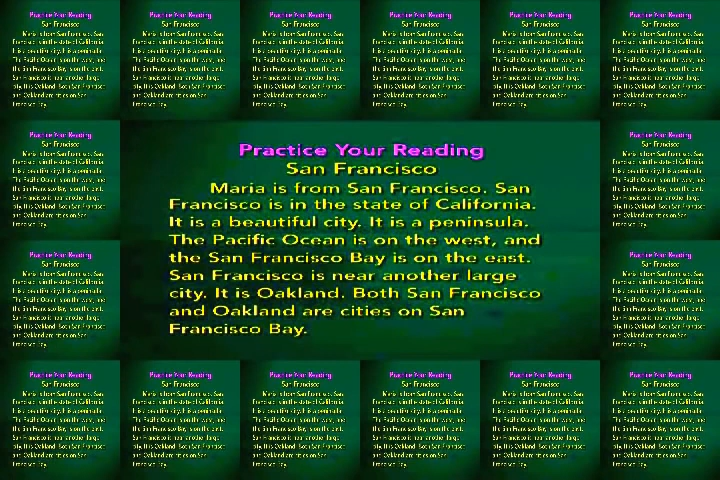 Practice Your Reading
San Francisco
Maria is from San Francisco. San
Francisco is in the state of California.
It is a beautiful city. It is a peninsula.
The Pacific Ocean is on the west, and
the San Francisco Bay is on the east.
San Francisco is near another large
city. It is Oakland. Both San Francisco
and Oakland are cities on San
Francisco Bay.